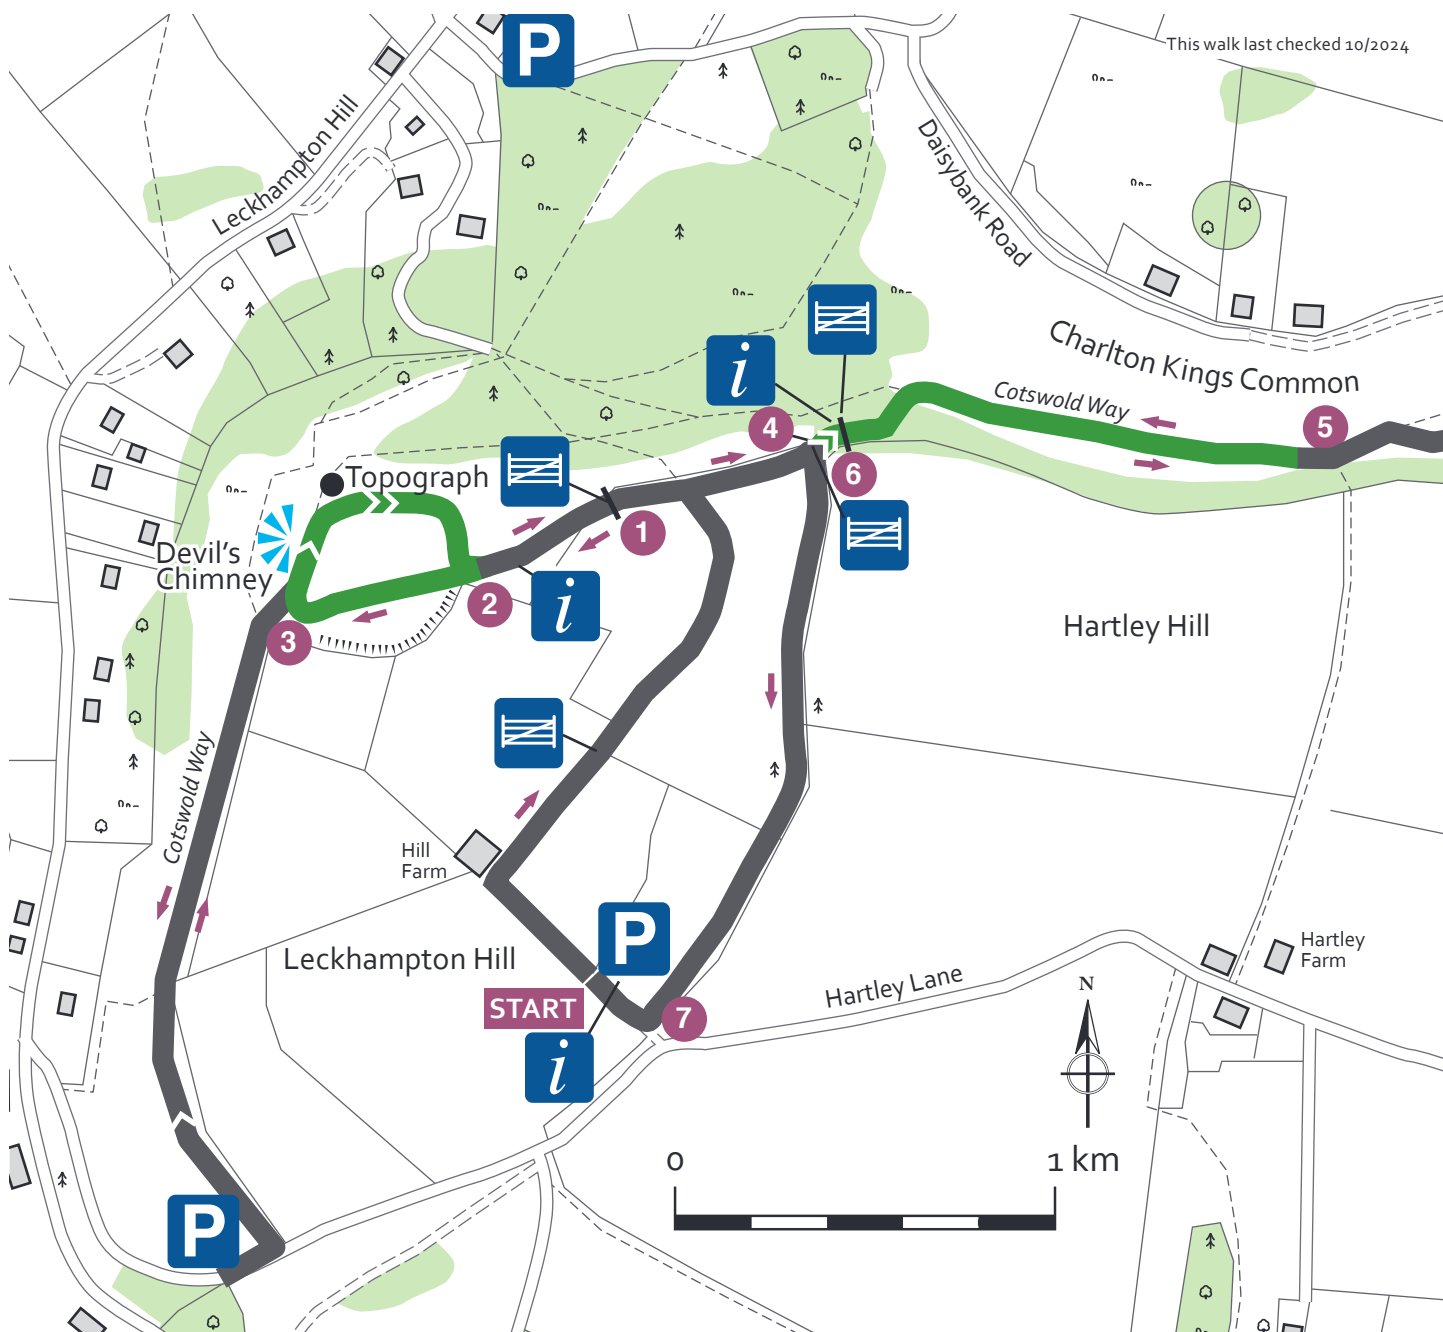 P
This walk last checked 10/2024
Leckhampton Hill
Daisybank Road
Charlton Kings Common
i
Cotswold Way
4
5
6
Topograph
1
Devil's
Chimney
2
i
3
Hartley Hill
Cotswold Way
Hill
Farm
P
Leckhampton Hill
Hartley
Farm
START
7
Hartley Lane
N
i
0
1 km
P